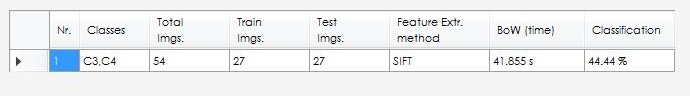 Nr. Classes Total Imgs. Train Imgs. Test Imgs. Feature Extr. method BoW (time) Classification
1 C3,C4 54 27 27 SIFT 41.855 s 44.44 %